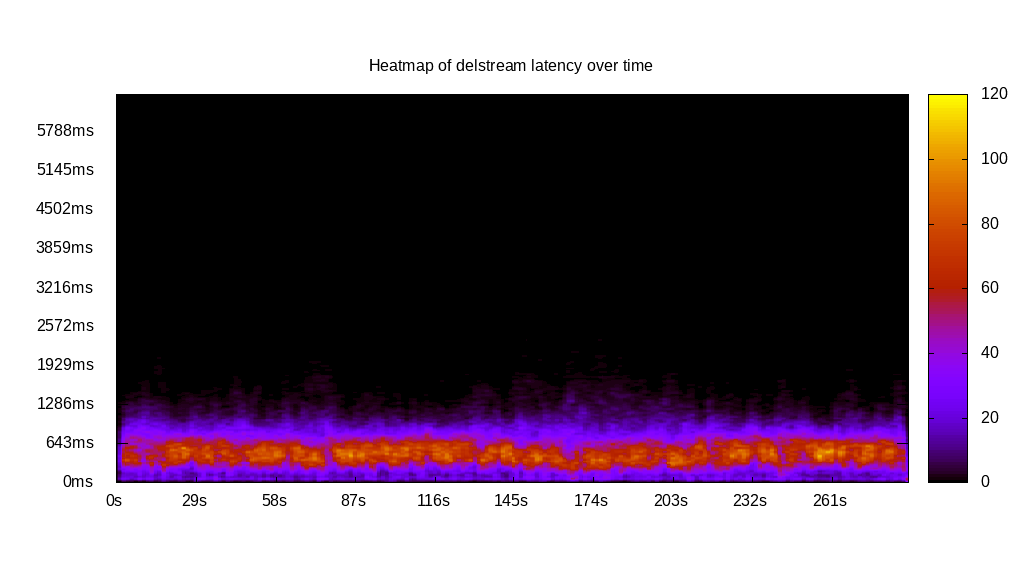 Heatmap of delstream latency over time
5788ms
5145ms
4502ms
3859ms
3216ms
2572ms
1929ms
1286ms
643ms
0ms
0s 29s 58s 87s 116s 145s 174s 203s 232s 261s
120
100
80
60
40
20
0